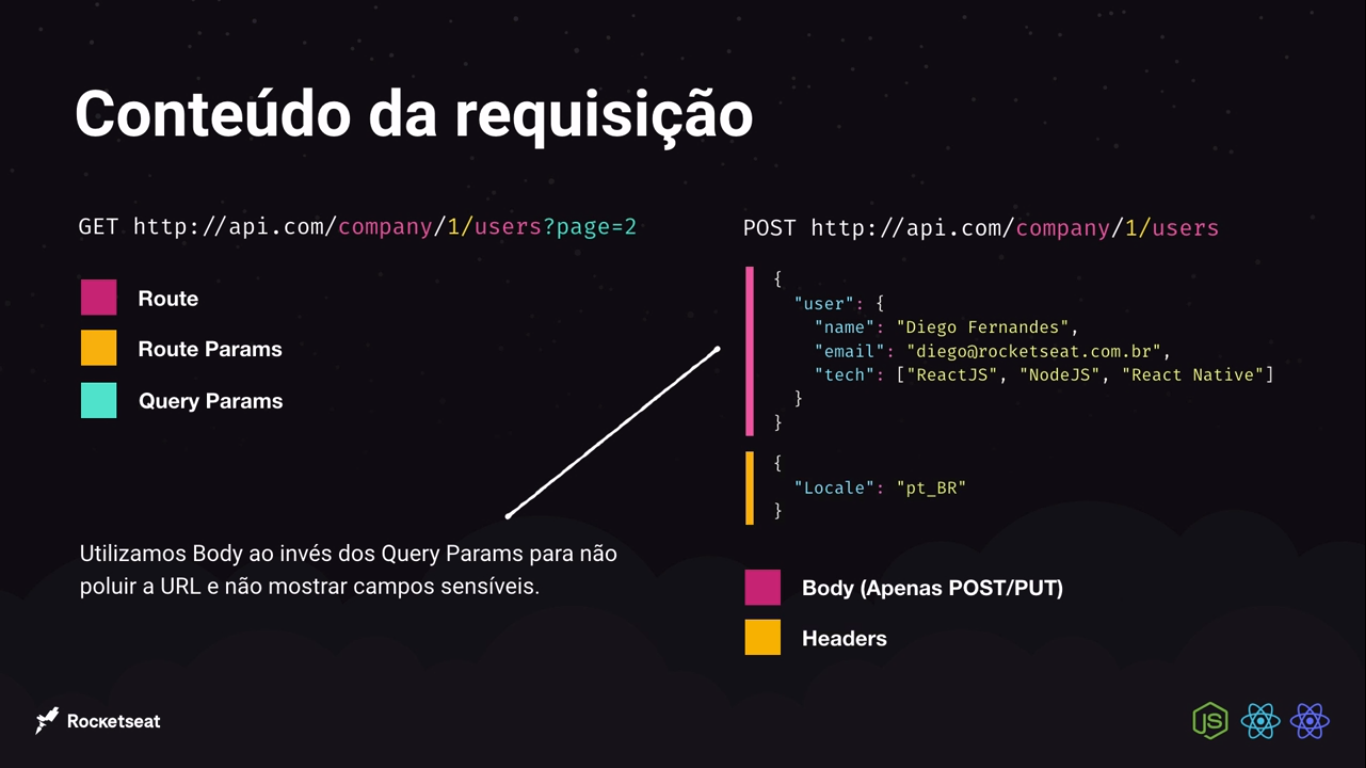 Conteúdo da requisição
GET http://api.com/company/1/users?page=2
Route
Route Params
Query Params
Utilizamos Body ao invés dos Query Params para não
poluir a URL e não mostrar campos sensíveis.
POST http://api.com/company/1/users
{
"user": {
"name": "Diego Fernandes",
"email": "diego@rocketseat.com.br",
"tech": ["ReactJS", "NodeJS", "React Native"]
}
}
{
"Locale": "pt_BR"
}
Body (Apenas POST/PUT)
Headers
Rocketseat
JS